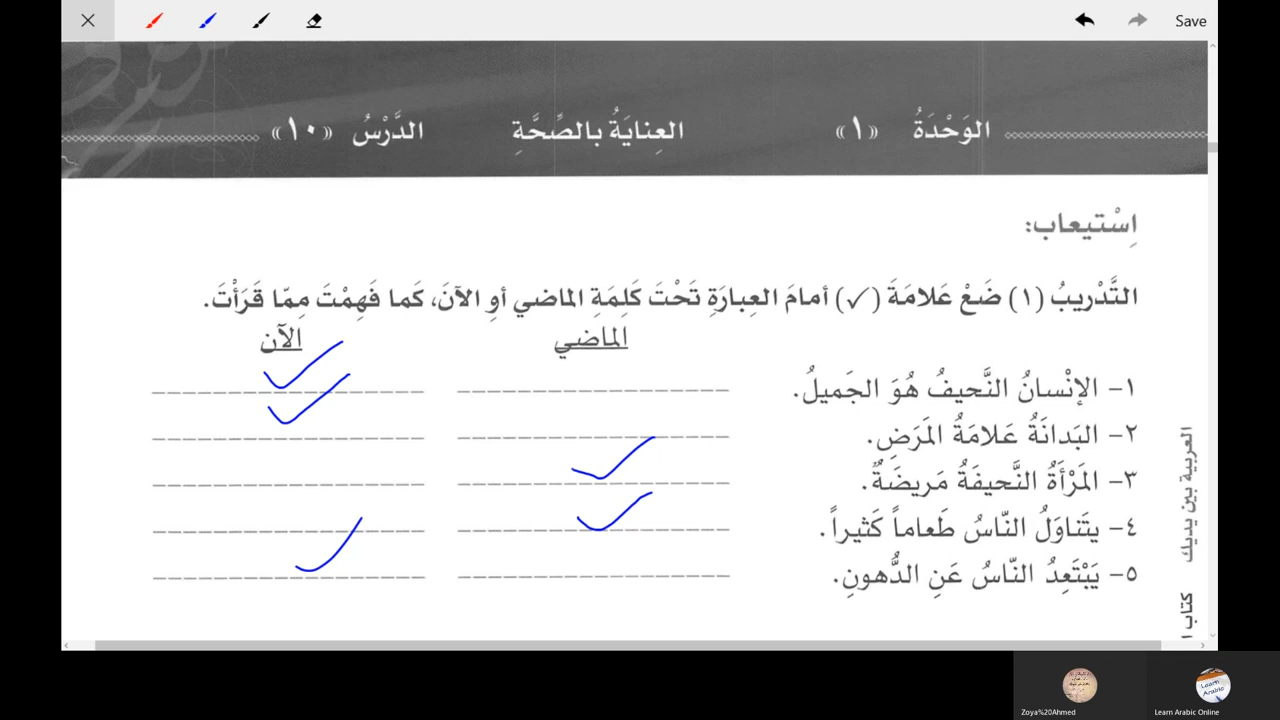 Save
الوَحْدَةُ «١» العِنايَةُ بالصِّحَّةِ الدَّرْسُ «١٠»
اِسْتيعاب:
التَّدْريبُ (١) ضَعْ عَلامَةَ (✓) أمامَ العِبارَةِ تَحْتَ كَلِمَةِ الماضي أوِ الآنَ، كَما فَهِمْتَ مِمّا قَرَأْتَ.
الماضي الآن
١- الإنْسانُ النَّحيفُ هُوَ الجَميلُ.
٢- البَدانَةُ عَلامَةُ المَرَضِ.
٣- المَرْأَةُ النَّحيفَةُ مَريضَةٌ.
٤- يتَناوَلُ النّاسُ طَعاماً كَثيراً.
٥- يَبْتَعِدُ النّاسُ عَنِ الدُّهونِ.
العربية بين يديك
كتاب
Zoya%20Ahmed
Learn Arabic Online
Learn Arabic